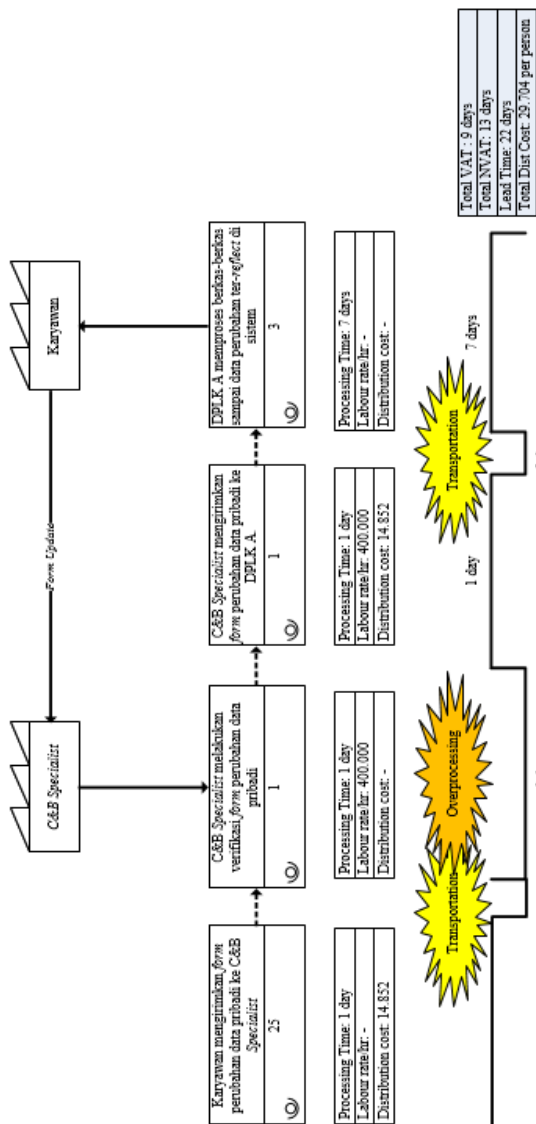 C&B Specialist
Form Update
Karyawan
Karyawan mengirimkan form
perubahan data pribadi ke C&B
Specialist
25
C&B Specialist melakukan
verifikasi form perubahan data
pribadi
1
C&B Specialist mengirimkan
form perubahan data pribadi ke
DPLK A.
1
DPLK A memproses berkas-berkas
sampai data perubahan ter-reflect di
sistem
3
Processing Time: 1 day
Labour rate/hr: -
Distribution cost: 14.852
Processing Time: 1 day
Labour rate/hr: 400.000
Distribution cost: -
Processing Time: 1 day
Labour rate/hr: 400.000
Distribution cost: 14.852
Processing Time: 7 days
Labour rate/hr: -
Distribution cost: -
Transportation
Overprocessing
Transportation
1 day
7 days
Total VAT : 9 days
Total NVAT: 13 days
Lead Time: 22 days
Total Dist Cost: 29.704 per person